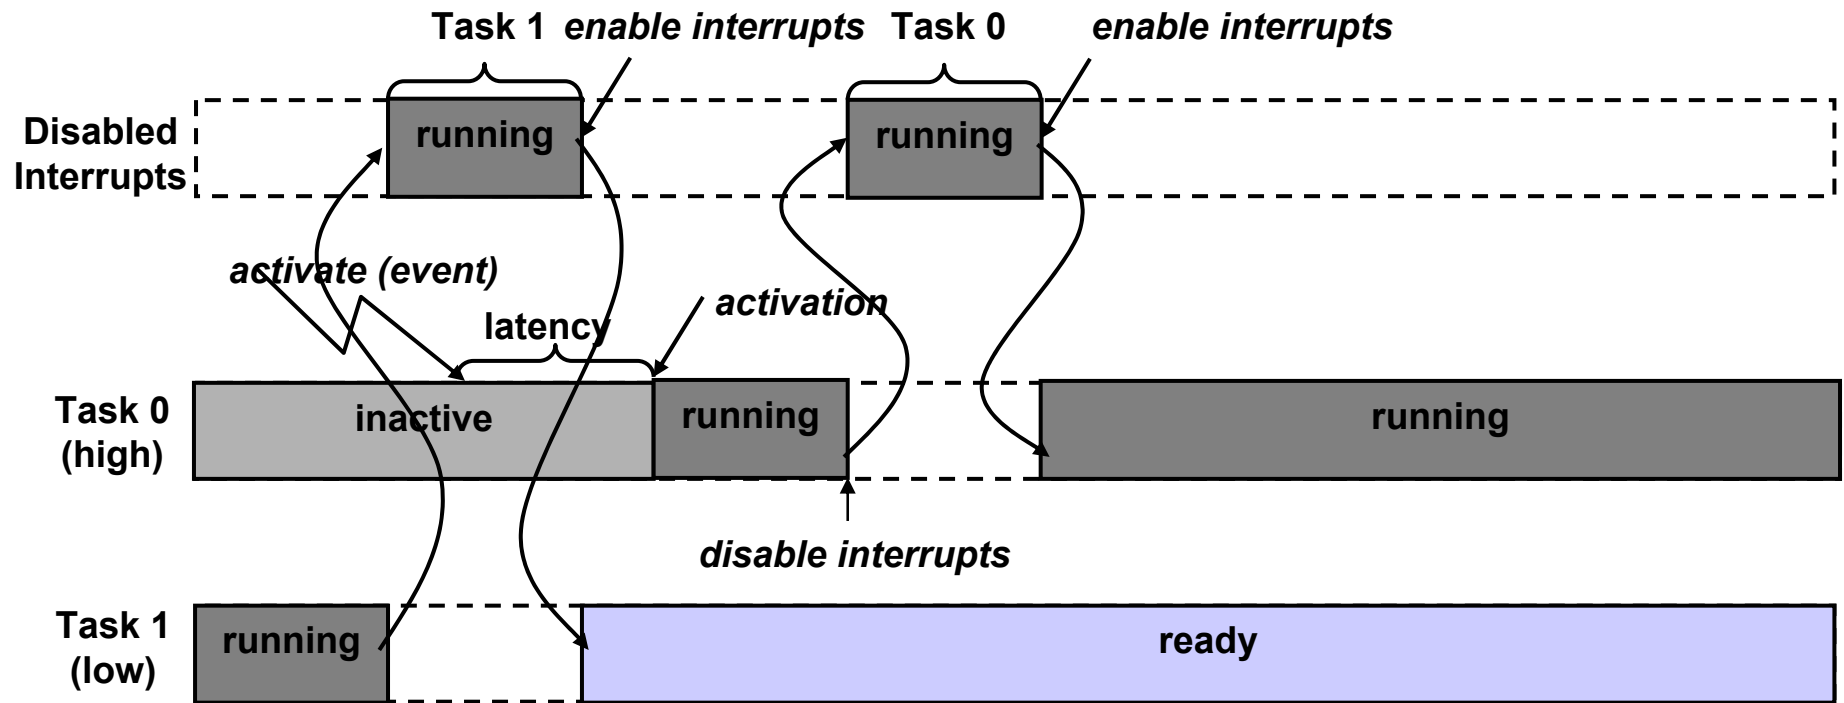 Task 1 enable interrupts Task 0 enable interrupts
Disabled
Interrupts
running
running
activate (event)
latency
activation
Task 0
(high)
inactive
running
running
disable interrupts
Task 1
(low)
running
ready